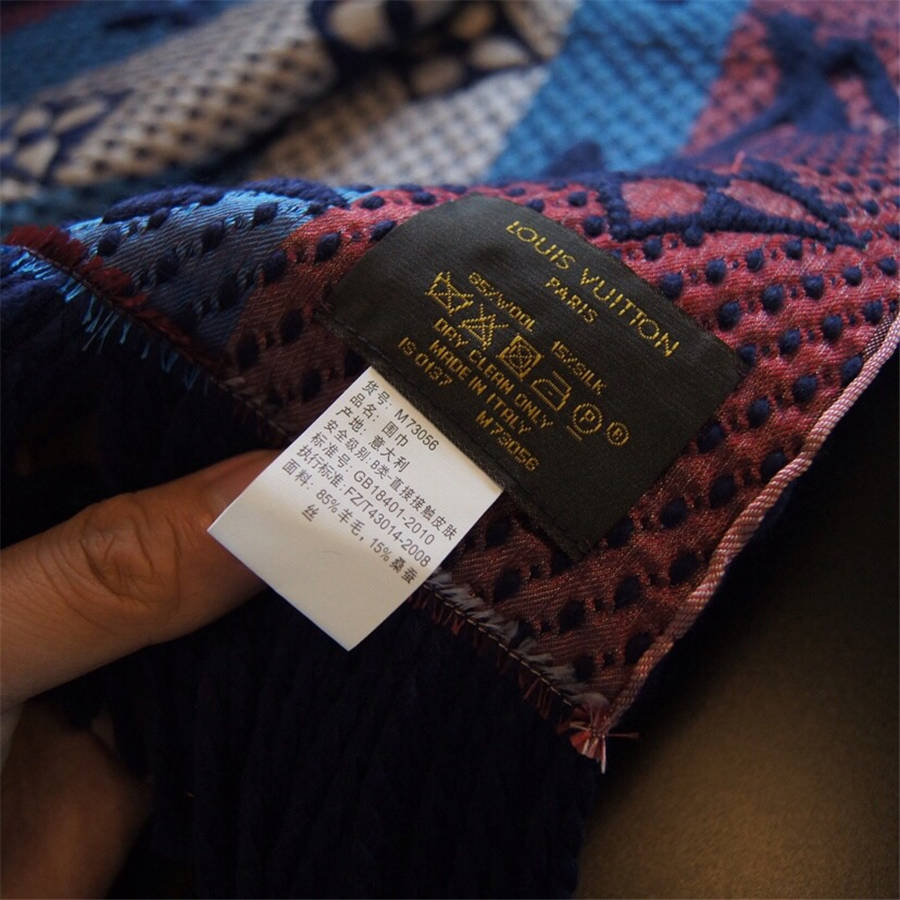 LOUIS VUITTON
PARIS
85%WOOL 15%SILK
DRY CLEAN ONLY
MADE IN ITALY
IS 0137 M73056
货号: M73056
品名: 围巾
产地: 意大利
安全级别: B类-直接接触皮肤
标准号: GB18401-2010
执行标准: FZ/T43014-2008
面料: 85%羊毛, 15%桑蚕
丝